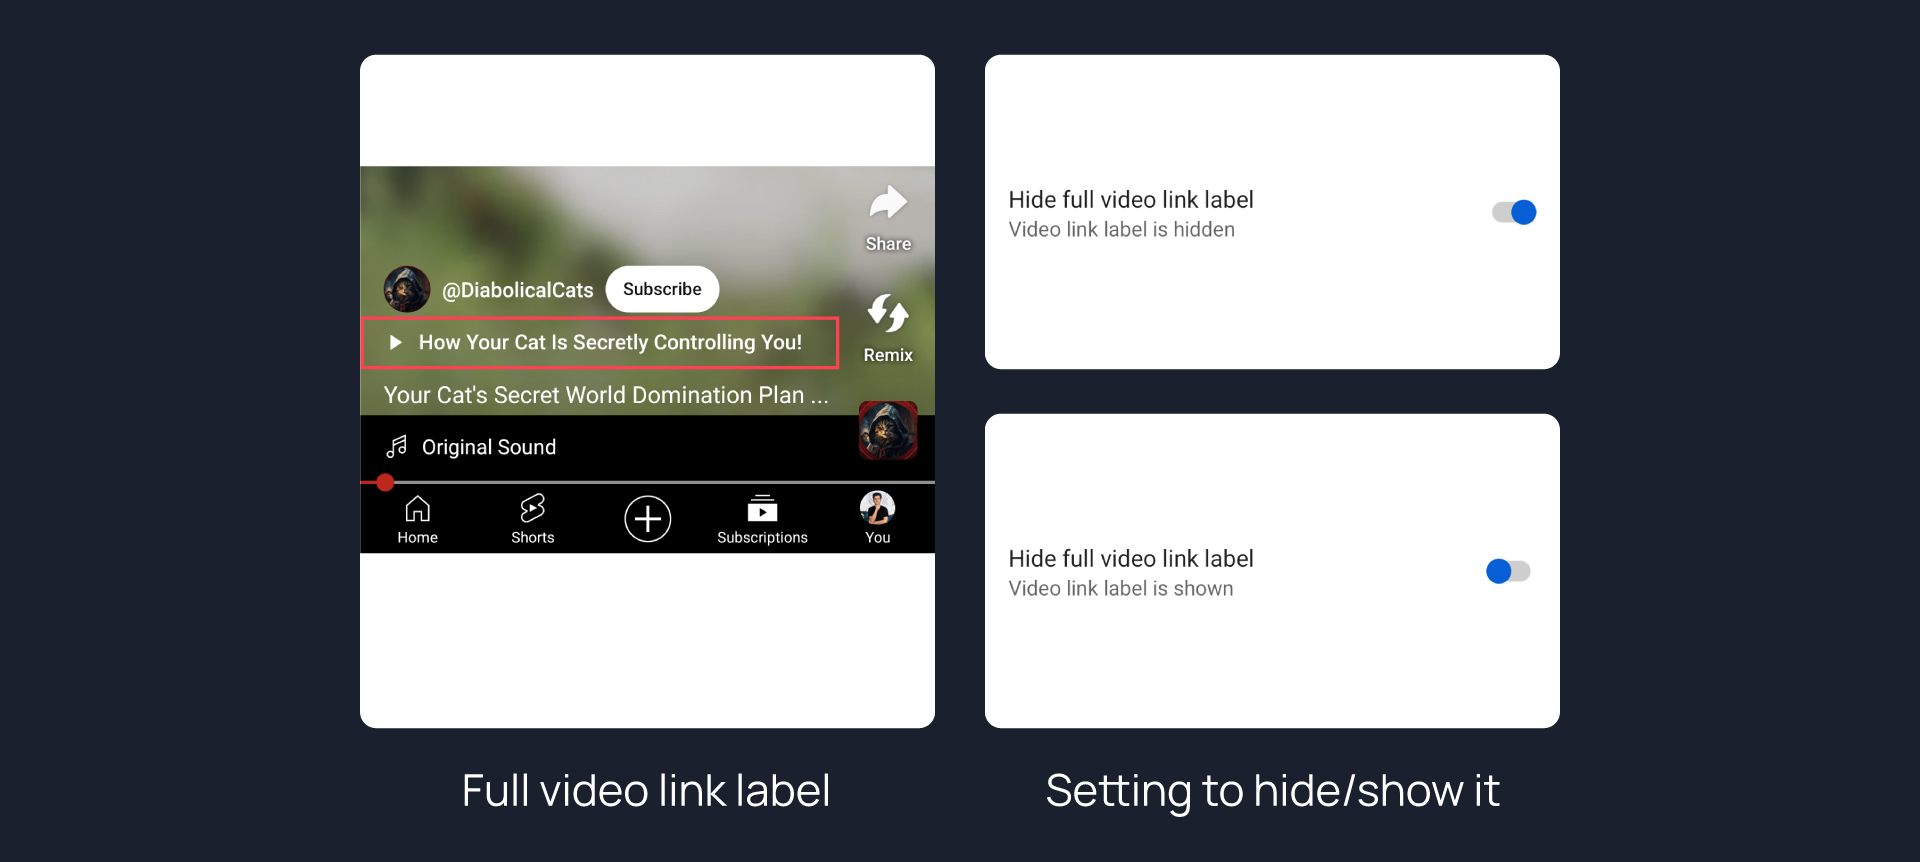 Share
@DiabolicalCats
Subscribe
How Your Cat Is Secretly Controlling You!
Remix
Your Cat's Secret World Domination Plan ...
Original Sound
Home
Shorts
Subscriptions
You
Full video link label
Hide full video link label
Video link label is hidden
Hide full video link label
Video link label is shown
Setting to hide/show it